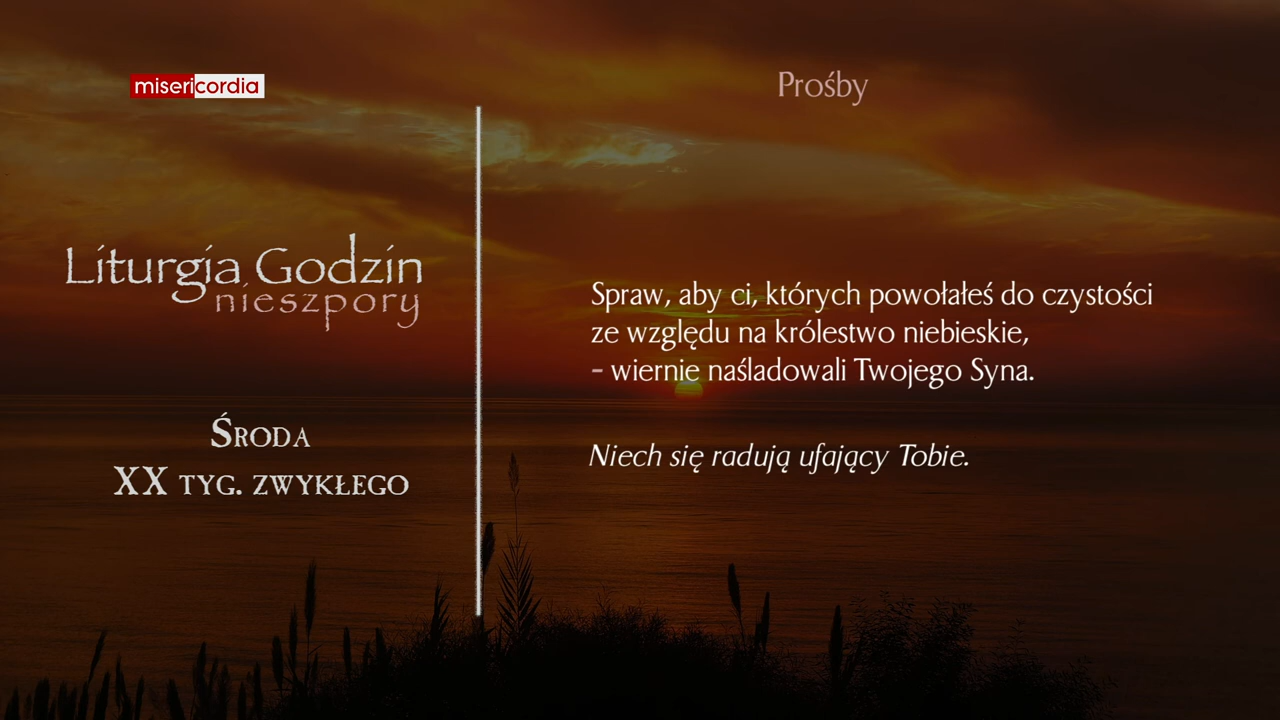 misericordia
Liturgia Godzin
nieszpory
Środa
XX tyg. zwykłego
Prośby
Spraw, aby ci, których powołałeś do czystości
ze względu na królestwo niebieskie,
- wiernie naśladowali Twojego Syna.
Niech się radują ufający Tobie.